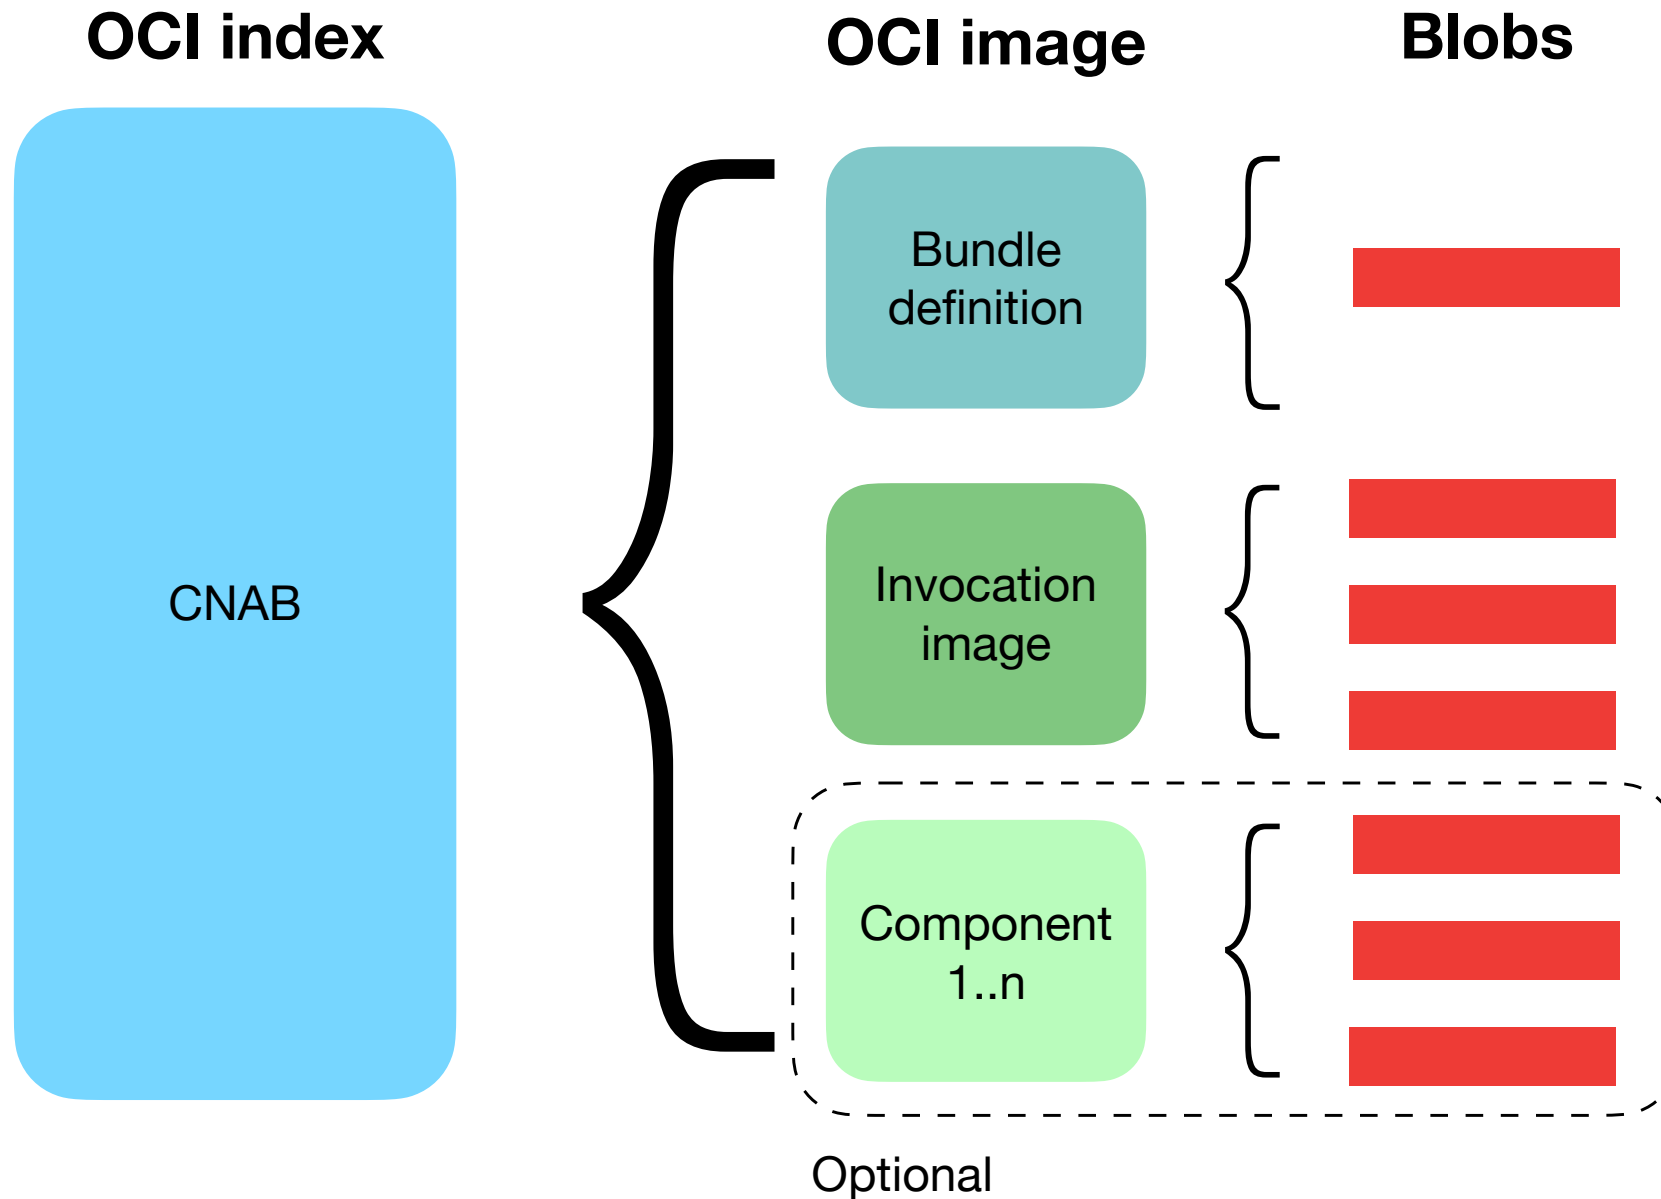 OCI index
OCI image
Blobs
CNAB
Bundle
definition
Invocation
image
Component
1..n
Optional